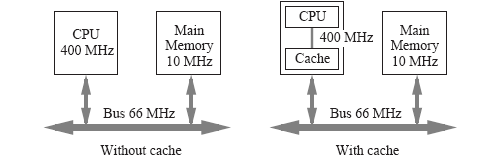 CPU
400 MHz
Main
Memory
10 MHz
Bus 66 MHz
Without cache
CPU
400 MHz
Cache
Main
Memory
10 MHz
Bus 66 MHz
With cache